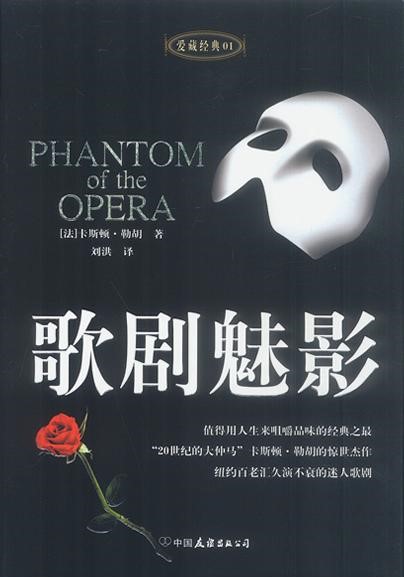 爱藏经典01
PHANTOM
of the
OPERA
[法]卡斯顿·勒胡 著
刘洪 译
歌剧魅影
值得用人生来咀嚼品味的经典之最
“20世纪的大仲马”卡斯顿·勒胡的惊世杰作
纽约百老汇久演不衰的迷人歌剧
中国友谊出版公司